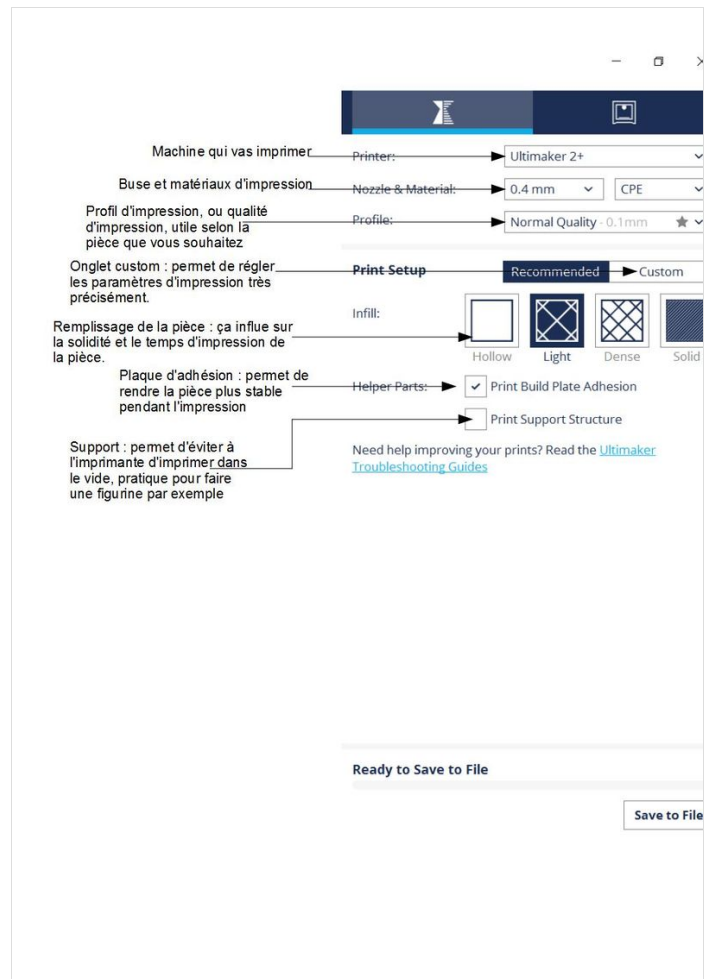 Machine qui vas imprimer
Printer:
Ultimaker 2+
Buse et matériaux d'impression
Nozzle & Material:
0.4 mm
CPE
Profil d'impression, ou qualité
d'impression, utile selon la
pièce que vous souhaitez
Profile:
Normal Quality - 0.1mm
Onglet custom : permet de régler
les paramètres d'impression très
précisément.
Print Setup
Recommended
Custom
Remplissage de la pièce : ça influe sur
la solidité et le temps d'impression de
la pièce.
Infill:
Hollow
Light
Dense
Solid
Plaque d'adhésion : permet de
rendre la pièce plus stable
pendant l'impression
Helper Parts:
Print Build Plate Adhesion
Print Support Structure
Support : permet d'éviter à
l'imprimante d'imprimer dans
le vide, pratique pour faire
une figurine par exemple
Need help improving your prints? Read the Ultimaker
Troubleshooting Guides
Ready to Save to File
Save to File